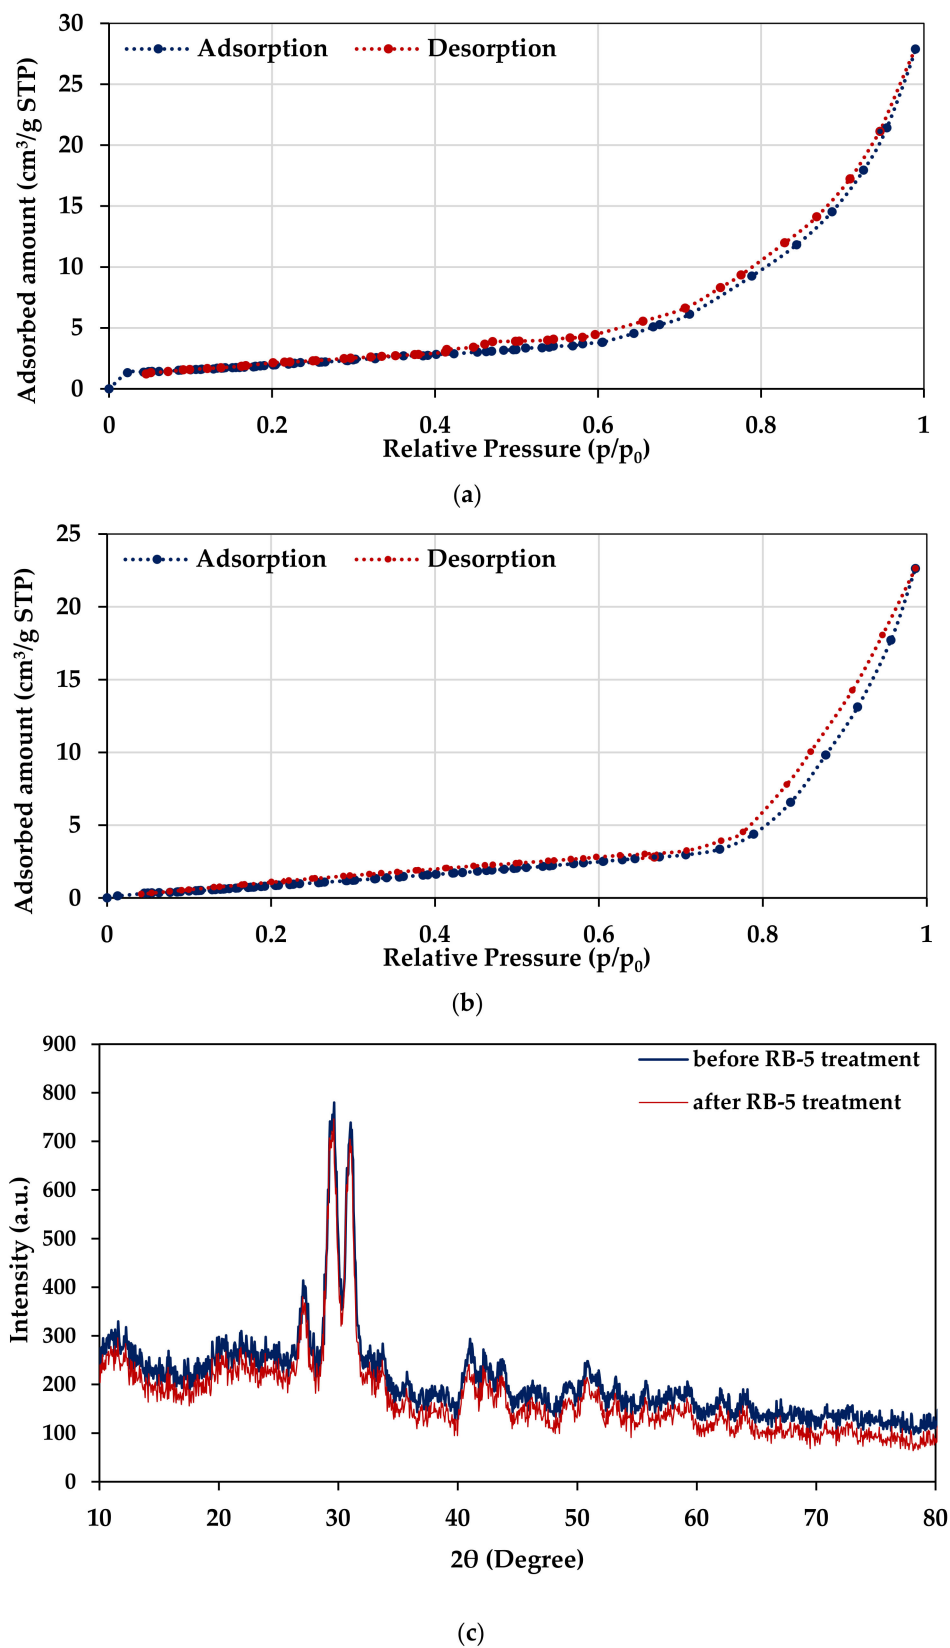 30
25
20
15
10
5
0
Adsorbed amount (cm³/g STP)
Adsorption Desorption
0 0.2 0.4 0.6 0.8 1
Relative Pressure (p/p₀)
(a)
25
20
15
10
5
0
Adsorbed amount (cm³/g STP)
Adsorption Desorption
0 0.2 0.4 0.6 0.8 1
Relative Pressure (p/p₀)
(b)
900
800
700
600
500
400
300
200
100
0
Intensity (a.u.)
before RB-5 treatment
after RB-5 treatment
10 20 30 40 50 60 70 80
2θ (Degree)
(c)